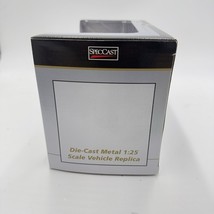 SPECCAST
Die-Cast Metal 1:25
Scale Vehicle Replica